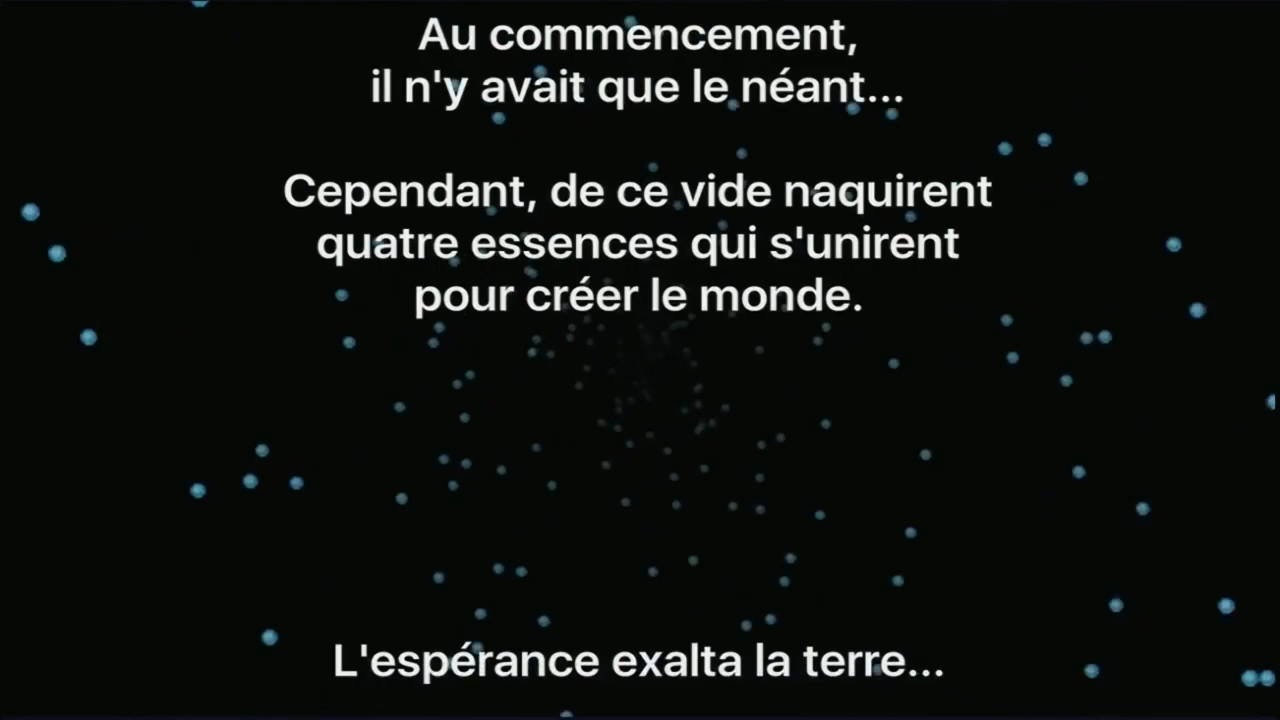 Au commencement,
il n'y avait que le néant...
Cependant, de ce vide naquirent
quatre essences qui s'unirent
pour créer le monde.
L'espérance exalta la terre...